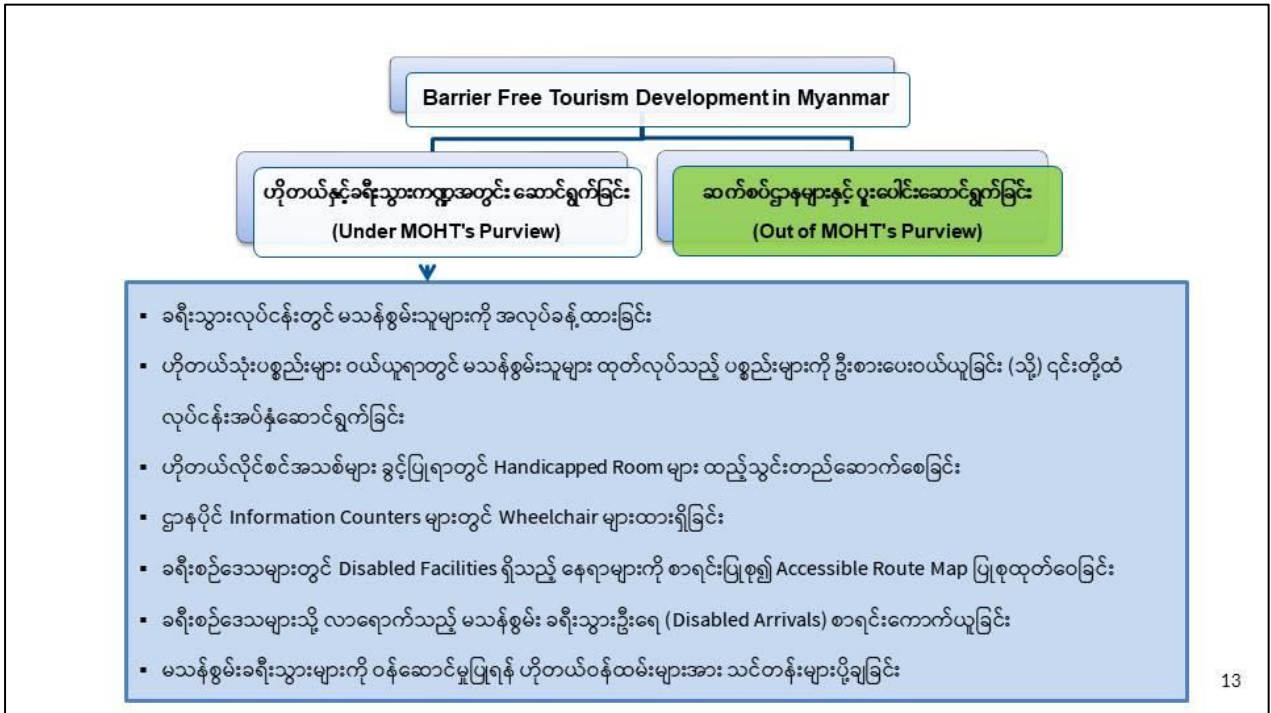 Barrier Free Tourism Development in Myanmar
ဟိုတယ်နှင့်ခရီးသွားကဏ္ဍအတွင်း ဆောင်ရွက်ခြင်း
(Under MOHT's Purview)
ဆက်စပ်ဌာနများနှင့် ပူးပေါင်းဆောင်ရွက်ခြင်း
(Out of MOHT's Purview)
▪ ခရီးသွားလုပ်ငန်းတွင် မသန်စွမ်းသူများကို အလုပ်ခန့်ထားခြင်း
▪ ဟိုတယ်သုံးပစ္စည်းများ ဝယ်ယူရာတွင် မသန်စွမ်းသူများ ထုတ်လုပ်သည့် ပစ္စည်းများကို ဦးစားပေးဝယ်ယူခြင်း (သို့) ၎င်းတို့ထံ
လုပ်ငန်းအပ်နှံဆောင်ရွက်ခြင်း
▪ ဟိုတယ်လိုင်စင်အသစ်များ ခွင့်ပြုရာတွင် Handicapped Room များ ထည့်သွင်းတည်ဆောက်စေခြင်း
▪ ဌာနပိုင် Information Counters များတွင် Wheelchair များထားရှိခြင်း
▪ ခရီးစဉ်ဒေသများတွင် Disabled Facilities ရှိသည့် နေရာများကို စာရင်းပြုစု၍ Accessible Route Map ပြုစုထုတ်ဝေခြင်း
▪ ခရီးစဉ်ဒေသများသို့ လာရောက်သည့် မသန်စွမ်း ခရီးသွားဦးရေ (Disabled Arrivals) စာရင်းကောက်ယူခြင်း
▪ မသန်စွမ်းခရီးသွားများကို ဝန်ဆောင်မှုပြုရန် ဟိုတယ်ဝန်ထမ်းများအား သင်တန်းများပို့ချခြင်း
13